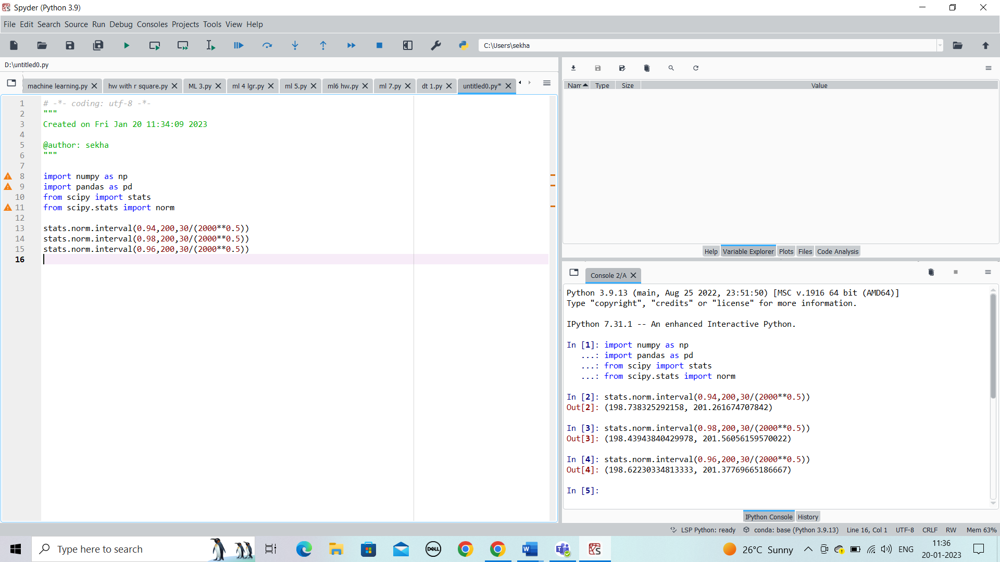 Spyder (Python 3.9)
File Edit Search Source Run Debug Consoles Projects Tools View Help
C:\Users\sekha
D:\untitled0.py
machine learning.py hw with r square.py ML 3.py ml 4 lgr.py ml 5.py ml6 hw.py ml 7.py dt 1.py untitled0.py*
1 # -*- coding: utf-8 -*-
2 """
3 Created on Fri Jan 20 11:34:09 2023
4
5 @author: sekha
6 """
7
8 import numpy as np
9 import pandas as pd
10 from scipy import stats
11 from scipy.stats import norm
12
13 stats.norm.interval(0.94,200,30/(2000**0.5))
14 stats.norm.interval(0.98,200,30/(2000**0.5))
15 stats.norm.interval(0.96,200,30/(2000**0.5))
16
Nam Type Size Value
Help Variable Explorer Plots Files Code Analysis
Console 2/A
Python 3.9.13 (main, Aug 25 2022, 23:51:50) [MSC v.1916 64 bit (AMD64)]
Type "copyright", "credits" or "license" for more information.
IPython 7.31.1 -- An enhanced Interactive Python.
In [1]: import numpy as np
...: import pandas as pd
...: from scipy import stats
...: from scipy.stats import norm
In [2]: stats.norm.interval(0.94,200,30/(2000**0.5))
Out[2]: (198.738325292158, 201.261674707842)
In [3]: stats.norm.interval(0.98,200,30/(2000**0.5))
Out[3]: (198.43943840429978, 201.56056159570022)
In [4]: stats.norm.interval(0.96,200,30/(2000**0.5))
Out[4]: (198.62230334813333, 201.37769665186667)
In [5]:
IPython Console History
LSP Python: ready conda: base (Python 3.9.13) Line 16, Col 1 UTF-8 CRLF RW Mem 63%
Type here to search
DELL
26°C Sunny
ENG
11:36
20-01-2023